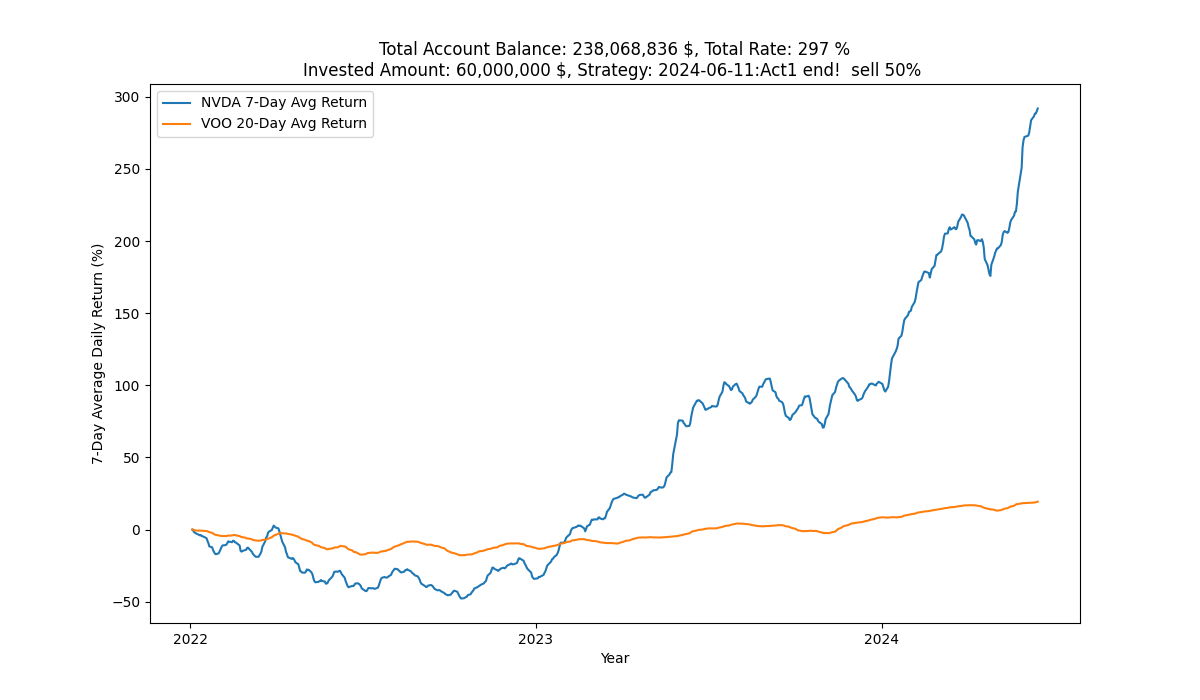 Total Account Balance: 238,068,836 $, Total Rate: 297 %
Invested Amount: 60,000,000 $, Strategy: 2024-06-11:Act1 end!  sell 50%
NVDA 7-Day Avg Return
VOO 20-Day Avg Return
7-Day Average Daily Return (%)
300
250
200
150
100
50
0
−50
2022
2023
2024
Year